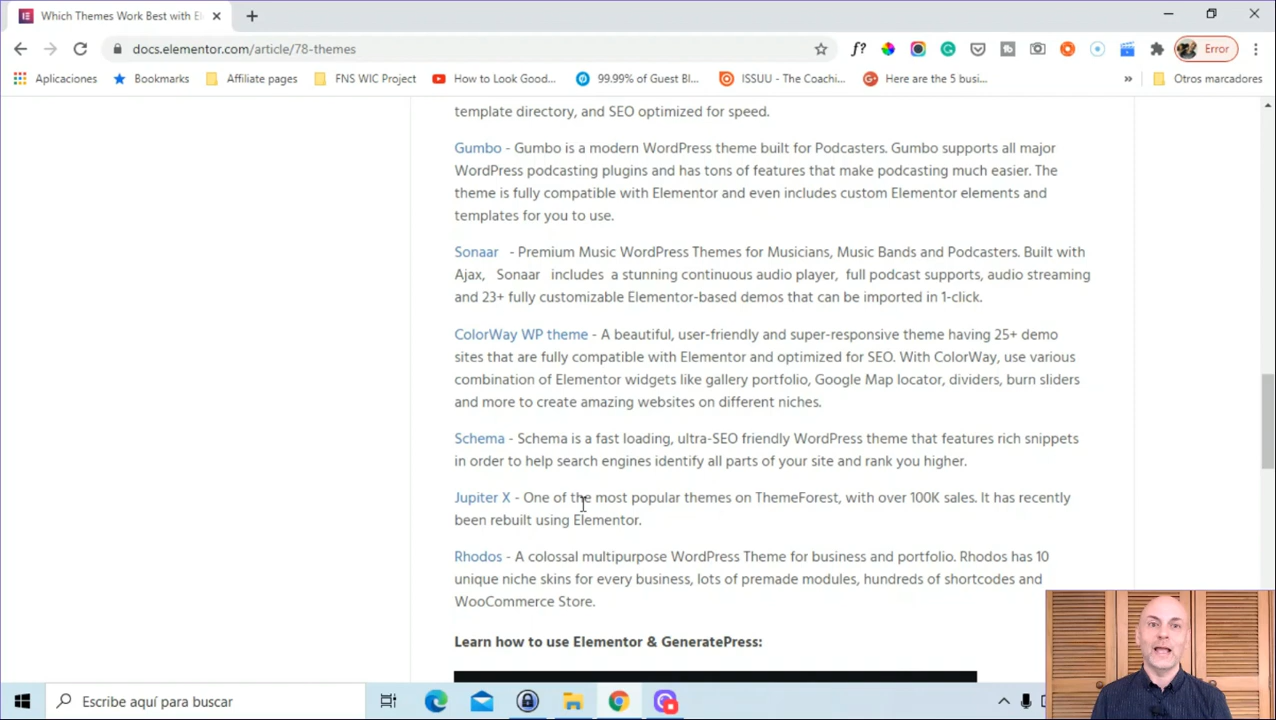 Which Themes Work Best with El
docs.elementor.com/article/78-themes
f?
Error
Aplicaciones
Bookmarks
Affiliate pages
FNS WIC Project
How to Look Good...
99.99% of Guest Bl...
ISSUU - The Coachi...
Here are the 5 busi...
»
Otros marcadores
template directory, and SEO optimized for speed.
Gumbo - Gumbo is a modern WordPress theme built for Podcasters. Gumbo supports all major
WordPress podcasting plugins and has tons of features that make podcasting much easier. The
theme is fully compatible with Elementor and even includes custom Elementor elements and
templates for you to use.
Sonaar - Premium Music WordPress Themes for Musicians, Music Bands and Podcasters. Built with
Ajax, Sonaar includes a stunning continuous audio player, full podcast supports, audio streaming
and 23+ fully customizable Elementor-based demos that can be imported in 1-click.
ColorWay WP theme - A beautiful, user-friendly and super-responsive theme having 25+ demo
sites that are fully compatible with Elementor and optimized for SEO. With ColorWay, use various
combination of Elementor widgets like gallery portfolio, Google Map locator, dividers, burn sliders
and more to create amazing websites on different niches.
Schema - Schema is a fast loading, ultra-SEO friendly WordPress theme that features rich snippets
in order to help search engines identify all parts of your site and rank you higher.
Jupiter X - One of the most popular themes on ThemeForest, with over 100K sales. It has recently
been rebuilt using Elementor.
Rhodos - A colossal multipurpose WordPress Theme for business and portfolio. Rhodos has 10
unique niche skins for every business, lots of premade modules, hundreds of shortcodes and
WooCommerce Store.
Learn how to use Elementor & GeneratePress:
Escribe aquí para buscar